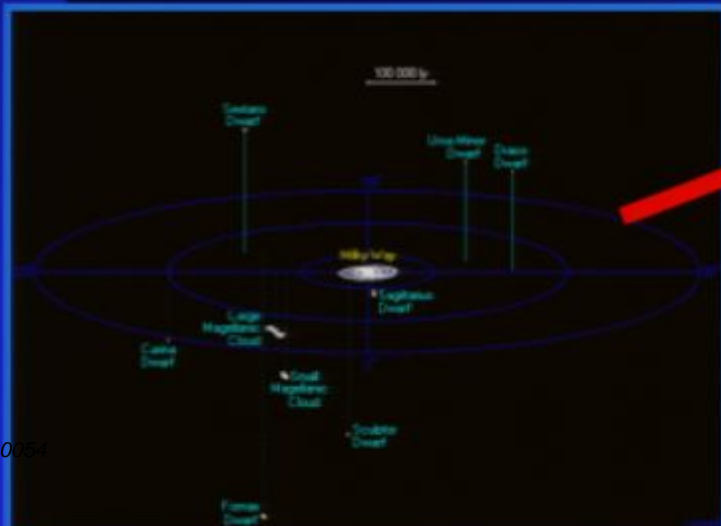 100 000 ly
Sextans
Dwarf
Ursa Minor
Dwarf
Draco
Dwarf
Milky Way
Sagittarius
Dwarf
Large
Magellanic
Cloud
Carina
Dwarf
Small
Magellanic
Cloud
Sculptor
Dwarf
0054
Fornax
Dwarf